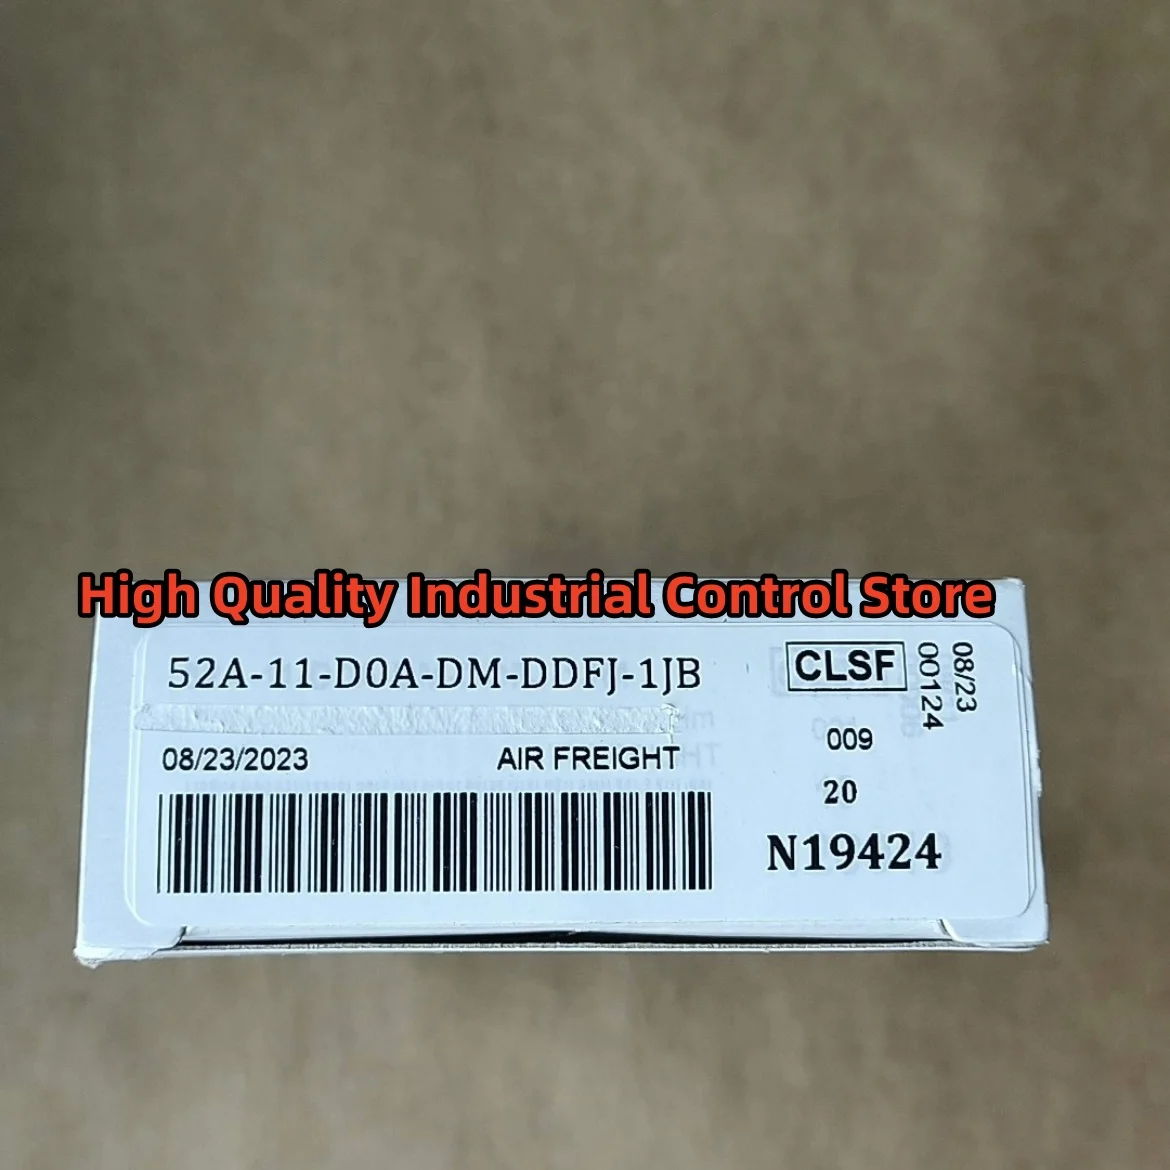 High Quality Industrial Control Store
52A-11-D0A-DM-DDFJ-1JB
CLSF
08/23
00124
009
08/23/2023
AIR FREIGHT
20
N19424